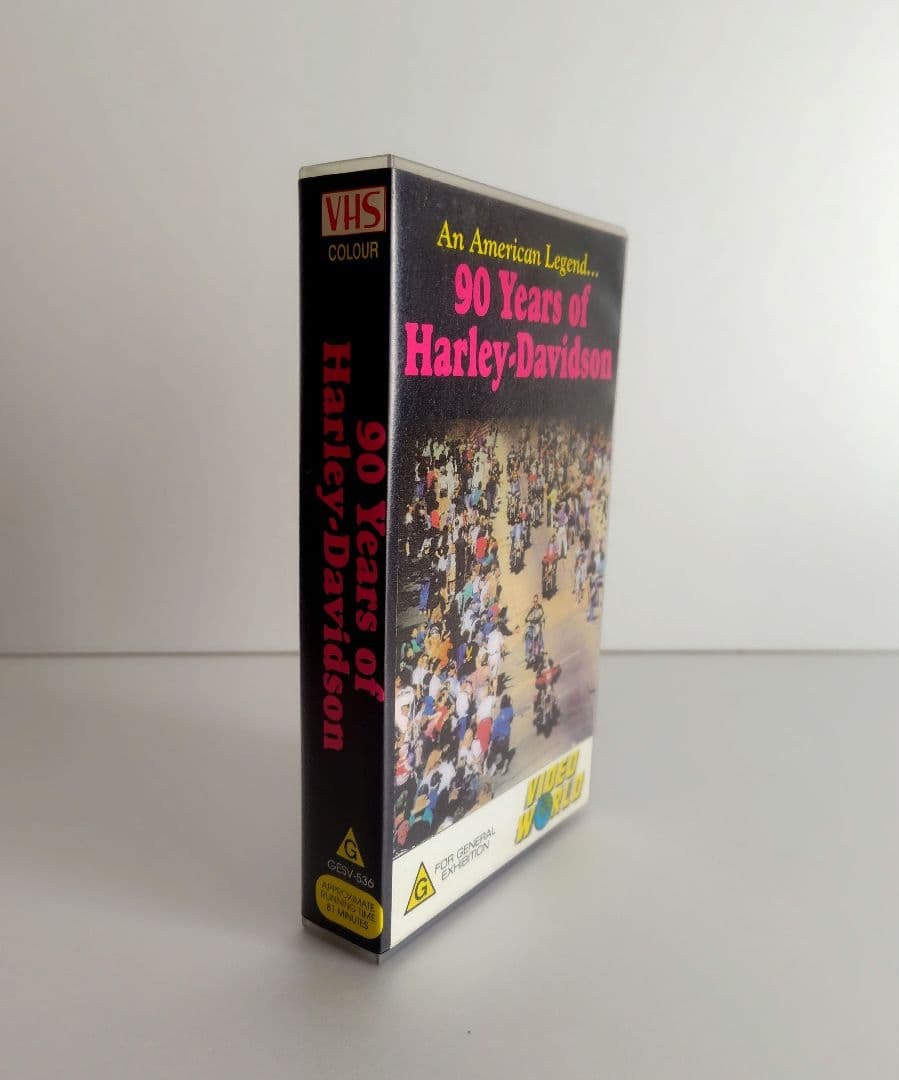 VHS
COLOUR
90 Years of
Harley-Davidson
G
GESV-536
APPROXIMATE
RUNNING TIME
81 MINUTES
An American Legend...
90 Years of
Harley-Davidson
VIDEO
WORLD
G
FOR GENERAL
EXHIBITION